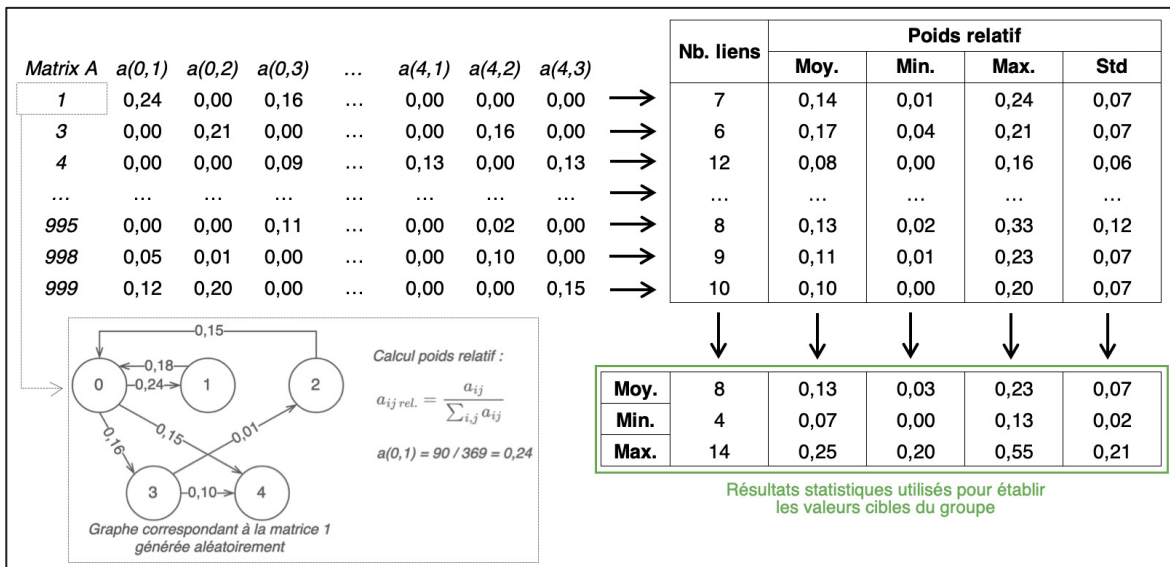 Poids relatif
Nb. liens
Moy. Min. Max. Std
Matrix A a(0,1) a(0,2) a(0,3) ... a(4,1) a(4,2) a(4,3)
1 0,24 0,00 0,16 ... 0,00 0,00 0,00 7 0,14 0,01 0,24 0,07
3 0,00 0,21 0,00 ... 0,00 0,16 0,00 6 0,17 0,04 0,21 0,07
4 0,00 0,00 0,09 ... 0,13 0,00 0,13 12 0,08 0,00 0,16 0,06
... ... ... ... ... ... ... ... ... ... ... ... ...
995 0,00 0,00 0,11 ... 0,00 0,02 0,00 8 0,13 0,02 0,33 0,12
998 0,05 0,01 0,00 ... 0,00 0,10 0,00 9 0,11 0,01 0,23 0,07
999 0,12 0,20 0,00 ... 0,00 0,00 0,15 10 0,10 0,00 0,20 0,07
0,15
0,18
0 0,24 1 2
0,16 0,15 0,01
3 0,10 4
Graphe correspondant à la matrice 1
générée aléatoirement
Calcul poids relatif :
a_{ij rel.} = a_{ij} / ∑_{i,j} a_{ij}
a(0,1) = 90 / 369 = 0,24
Moy. 8 0,13 0,03 0,23 0,07
Min. 4 0,07 0,00 0,13 0,02
Max. 14 0,25 0,20 0,55 0,21
Résultats statistiques utilisés pour établir
les valeurs cibles du groupe